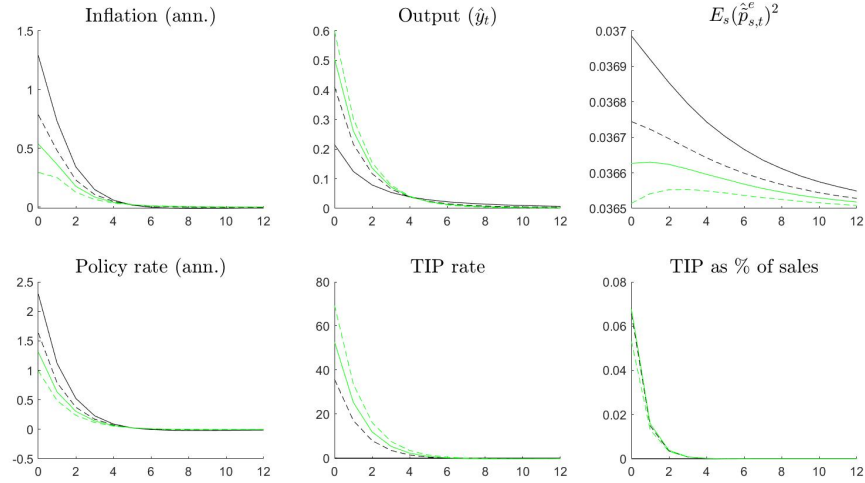 Inflation (ann.)
Output (ŷ_t)
E_s(p̃̂^e_{s,t})^2
1.5
1
0.5
0
0 2 4 6 8 10 12
0.6
0.5
0.4
0.3
0.2
0.1
0
0 2 4 6 8 10 12
0.037
0.0369
0.0368
0.0367
0.0366
0.0365
0 2 4 6 8 10 12
Policy rate (ann.)
TIP rate
TIP as % of sales
2.5
2
1.5
1
0.5
0
-0.5
0 2 4 6 8 10 12
80
60
40
20
0
0 2 4 6 8 10 12
0.08
0.06
0.04
0.02
0
0 2 4 6 8 10 12